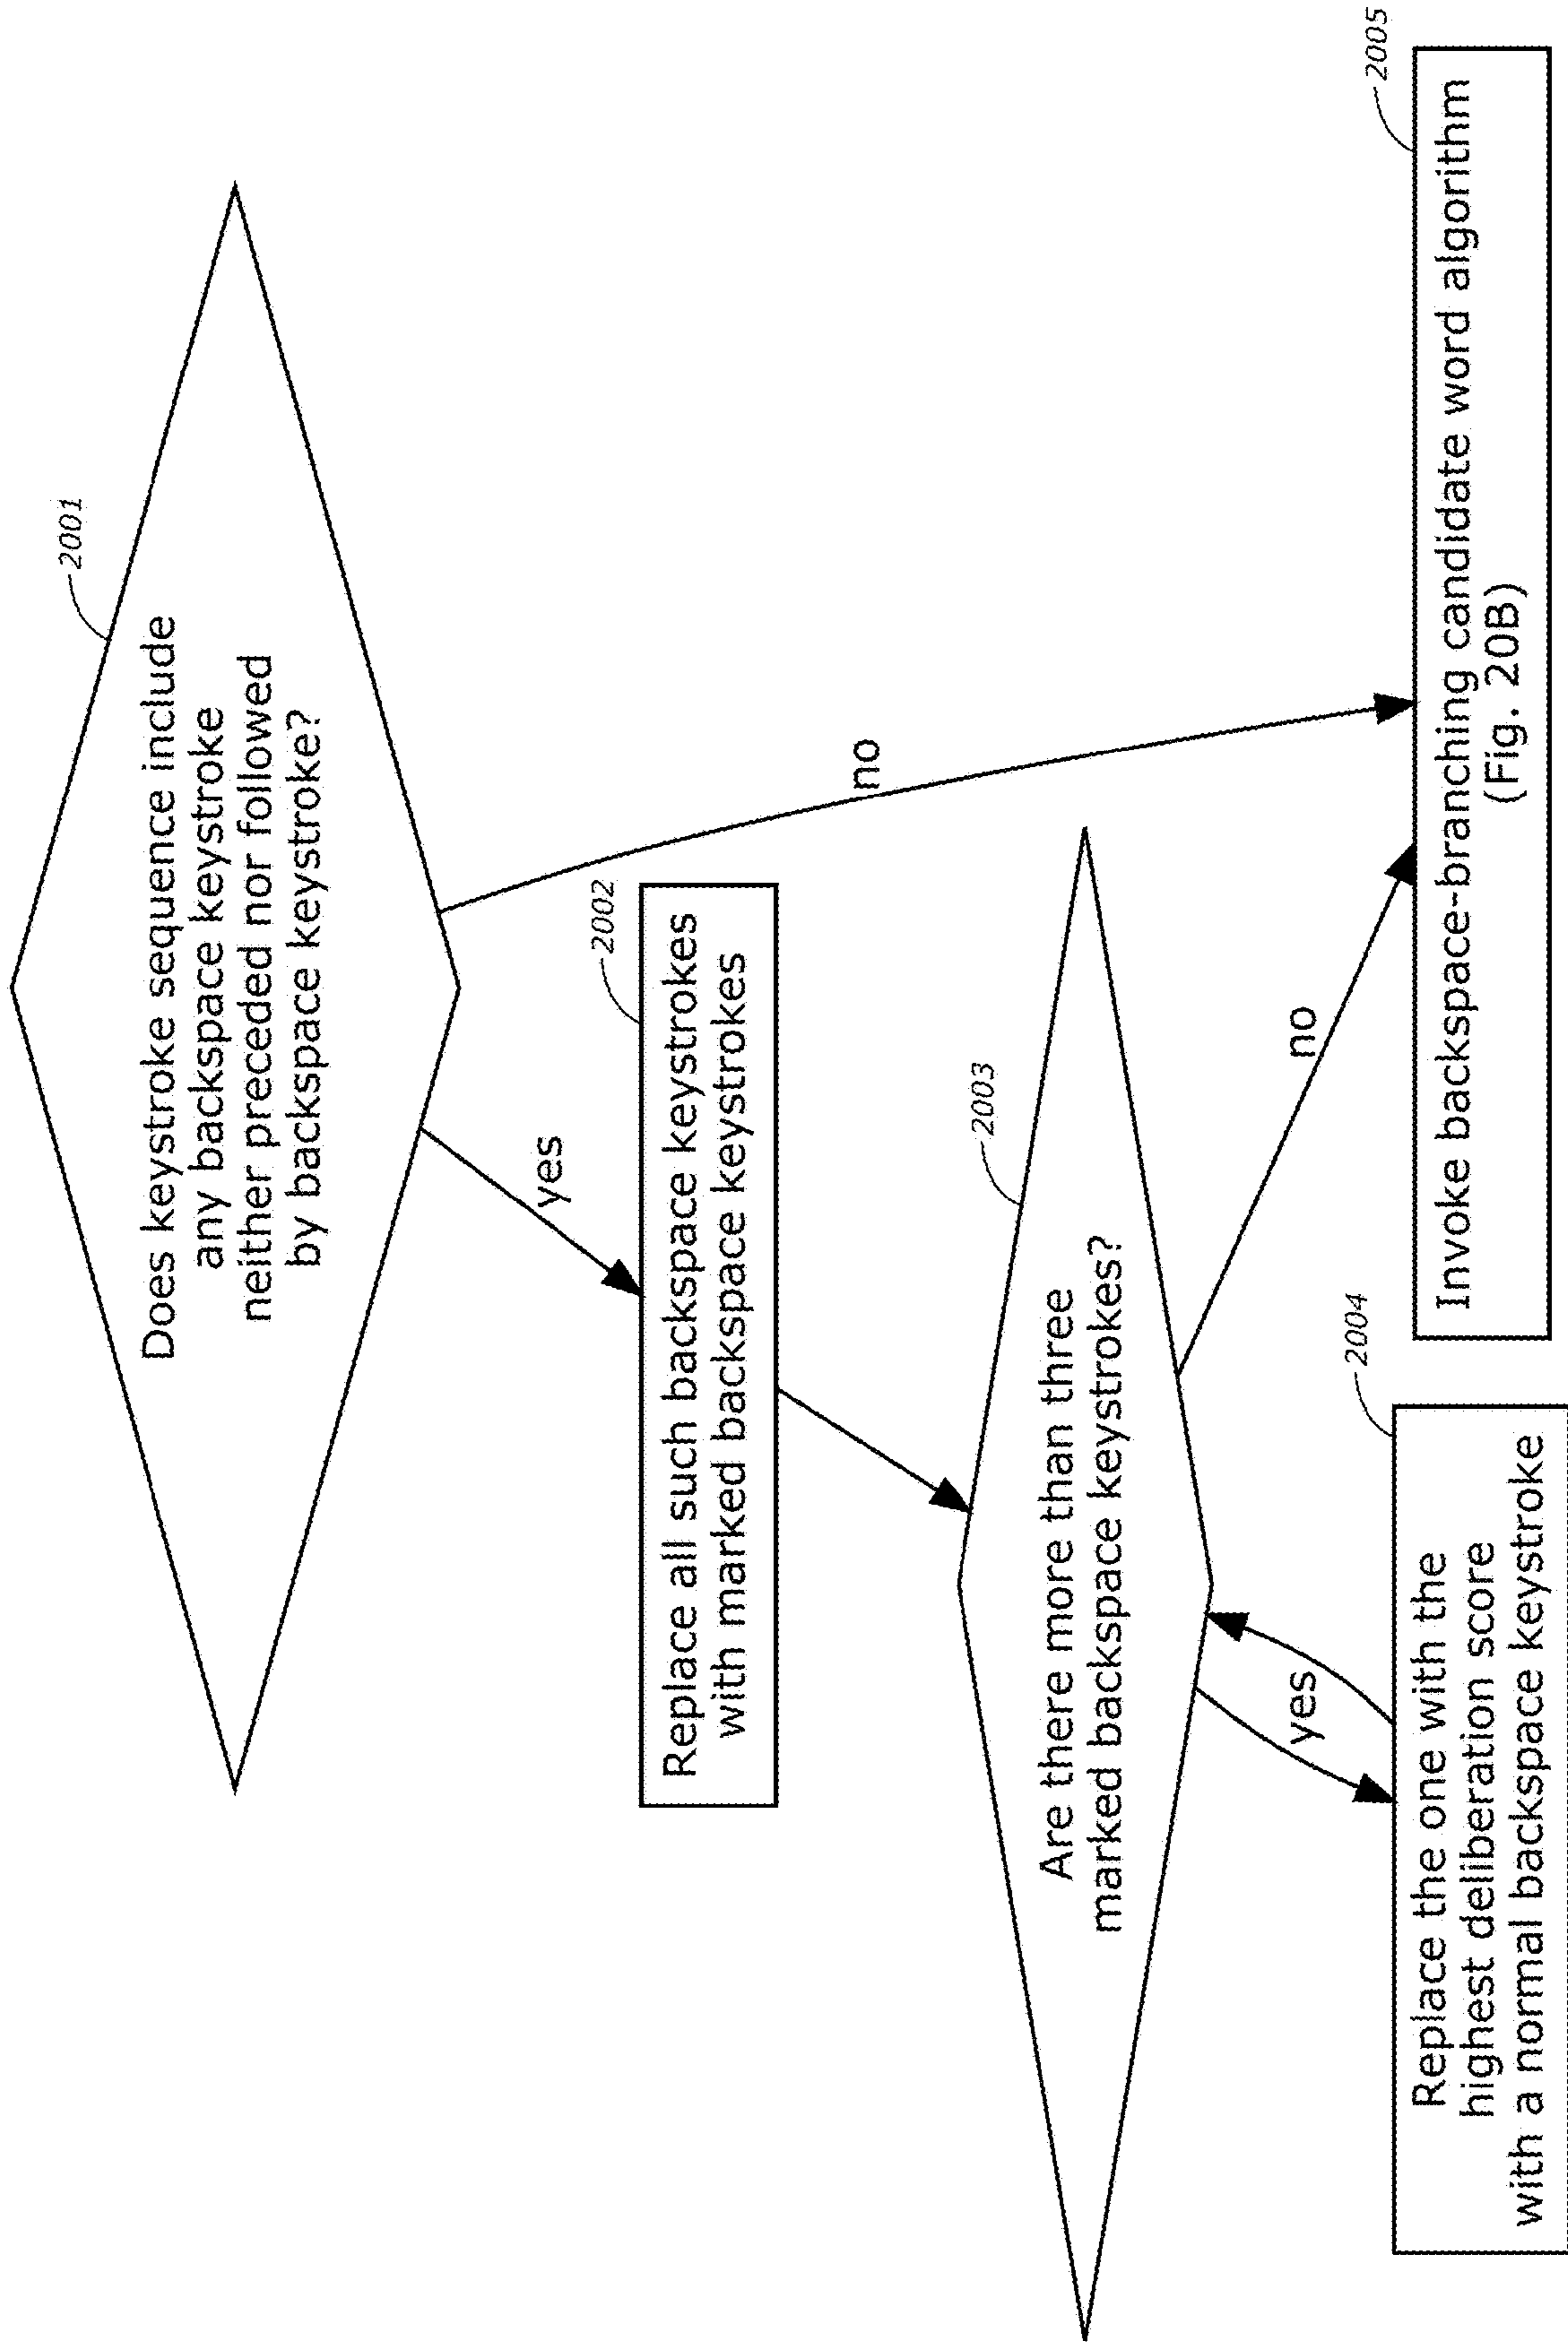 2001
Does keystroke sequence include
any backspace keystroke
neither preceded nor followed
by backspace keystroke?
yes
no
2002
Replace all such backspace keystrokes
with marked backspace keystrokes
2003
Are there more than three
marked backspace keystrokes?
yes
no
2004
Replace the one with the
highest deliberation score
with a normal backspace keystroke
2005
Invoke backspace-branching candidate word algorithm
(Fig. 20B)